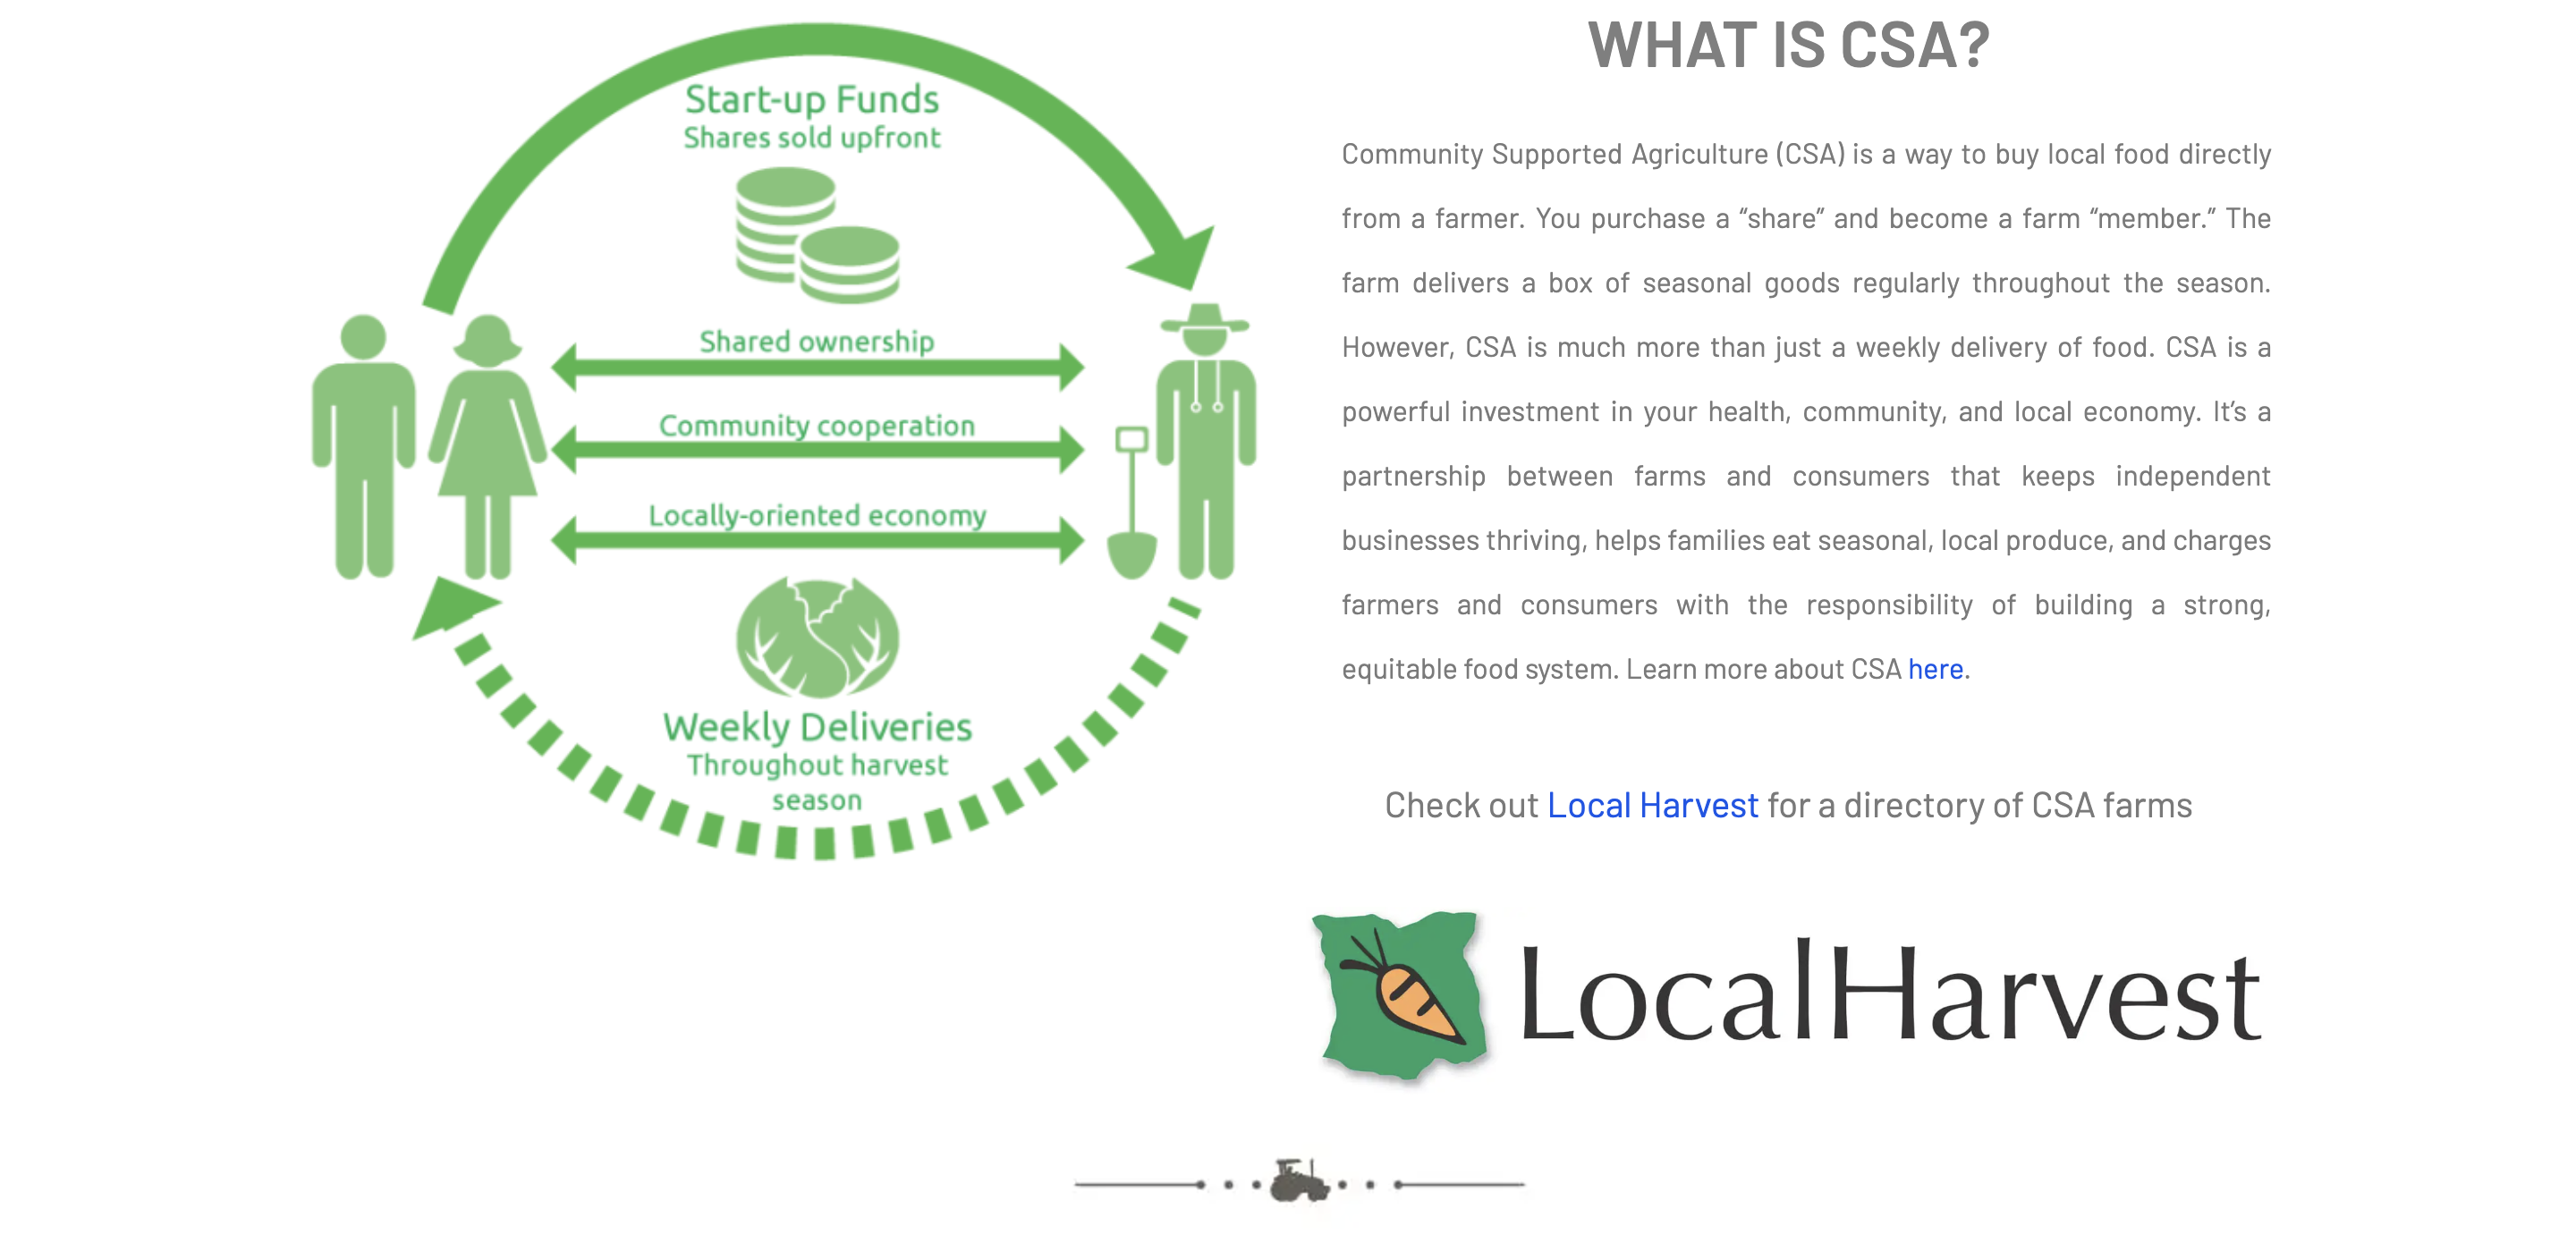 Start-up Funds
Shares sold upfront
Shared ownership
Community cooperation
Locally-oriented economy
Weekly Deliveries
Throughout harvest
season
WHAT IS CSA?
Community Supported Agriculture (CSA) is a way to buy local food directly
from a farmer. You purchase a “share” and become a farm “member.” The
farm delivers a box of seasonal goods regularly throughout the season.
However, CSA is much more than just a weekly delivery of food. CSA is a
powerful investment in your health, community, and local economy. It’s a
partnership between farms and consumers that keeps independent
businesses thriving, helps families eat seasonal, local produce, and charges
farmers and consumers with the responsibility of building a strong,
equitable food system. Learn more about CSA here.
Check out Local Harvest for a directory of CSA farms
LocalHarvest